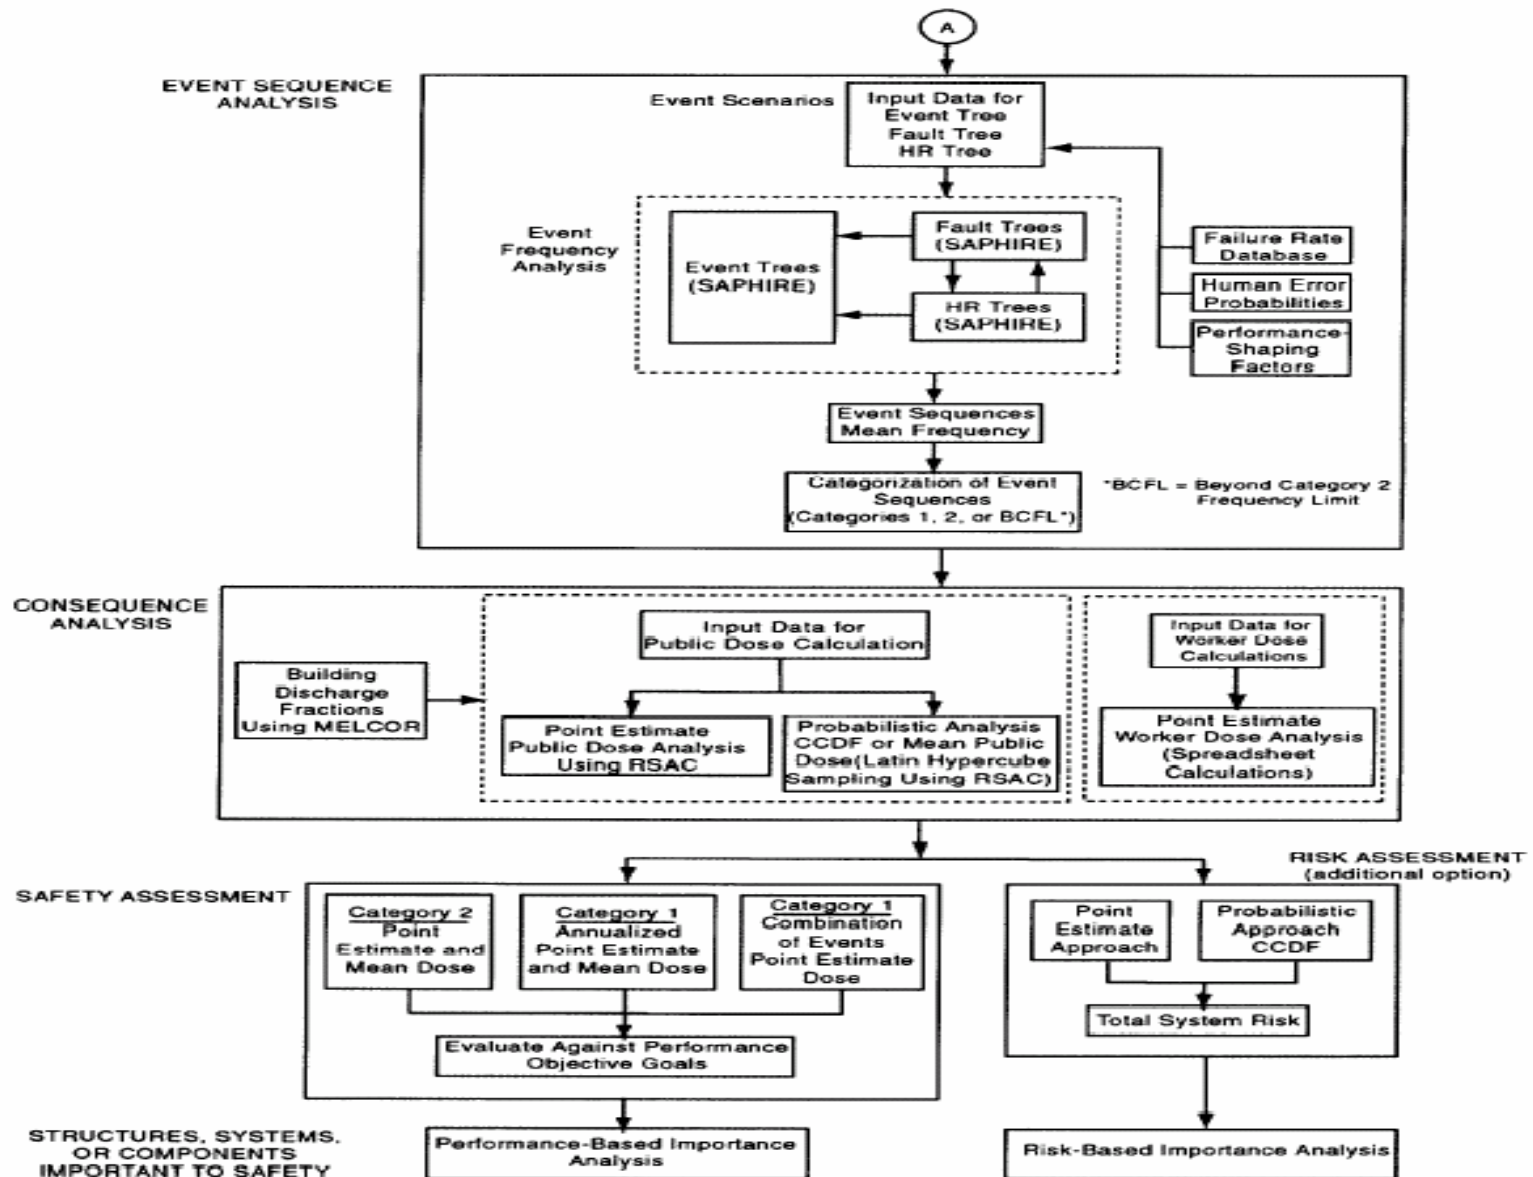 A
EVENT SEQUENCE
ANALYSIS
Event Scenarios
Input Data for
Event Tree
Fault Tree
HR Tree
Event
Frequency
Analysis
Event Trees
(SAPHIRE)
Fault Trees
(SAPHIRE)
HR Trees
(SAPHIRE)
Failure Rate
Database
Human Error
Probabilities
Performance-
Shaping
Factors
Event Sequences
Mean Frequency
Categorization of Event
Sequences
(Categories 1, 2, or BCFL*)
*BCFL = Beyond Category 2
Frequency Limit
CONSEQUENCE
ANALYSIS
Building
Discharge
Fractions
Using MELCOR
Input Data for
Public Dose Calculation
Point Estimate
Public Dose Analysis
Using RSAC
Probabilistic Analysis
CCDF or Mean Public
Dose(Latin Hypercube
Sampling Using RSAC)
Input Data for
Worker Dose
Calculations
Point Estimate
Worker Dose Analysis
(Spreadsheet
Calculations)
SAFETY ASSESSMENT
Category 2
Point
Estimate and
Mean Dose
Category 1
Annualized
Point Estimate
and Mean Dose
Category 1
Combination
of Events
Point Estimate
Dose
Evaluate Against Performance
Objective Goals
RISK ASSESSMENT
(additional option)
Point
Estimate
Approach
Probabilistic
Approach
CCDF
Total System Risk
STRUCTURES, SYSTEMS,
OR COMPONENTS
IMPORTANT TO SAFETY
Performance-Based Importance
Analysis
Risk-Based Importance Analysis